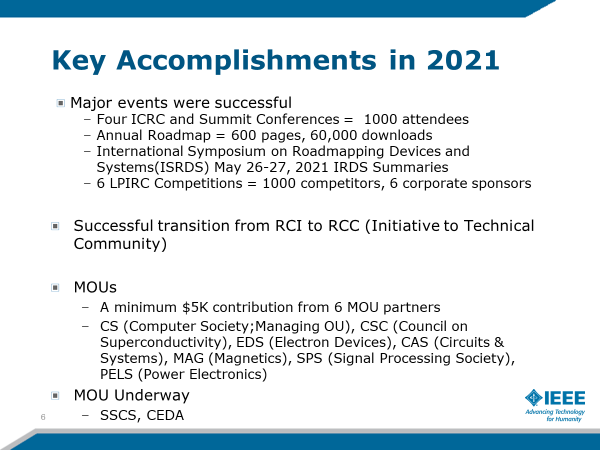 Key Accomplishments in 2021
Major events were successful
– Four ICRC and Summit Conferences = 1000 attendees
– Annual Roadmap = 600 pages, 60,000 downloads
– International Symposium on Roadmapping Devices and
Systems(ISRDS) May 26-27, 2021 IRDS Summaries
– 6 LPIRC Competitions = 1000 competitors, 6 corporate sponsors
Successful transition from RCI to RCC (Initiative to Technical
Community)
MOUs
– A minimum $5K contribution from 6 MOU partners
– CS (Computer Society;Managing OU), CSC (Council on
Superconductivity), EDS (Electron Devices), CAS (Circuits &
Systems), MAG (Magnetics), SPS (Signal Processing Society),
PELS (Power Electronics)
MOU Underway
– SSCS, CEDA
6
IEEE
Advancing Technology
for Humanity